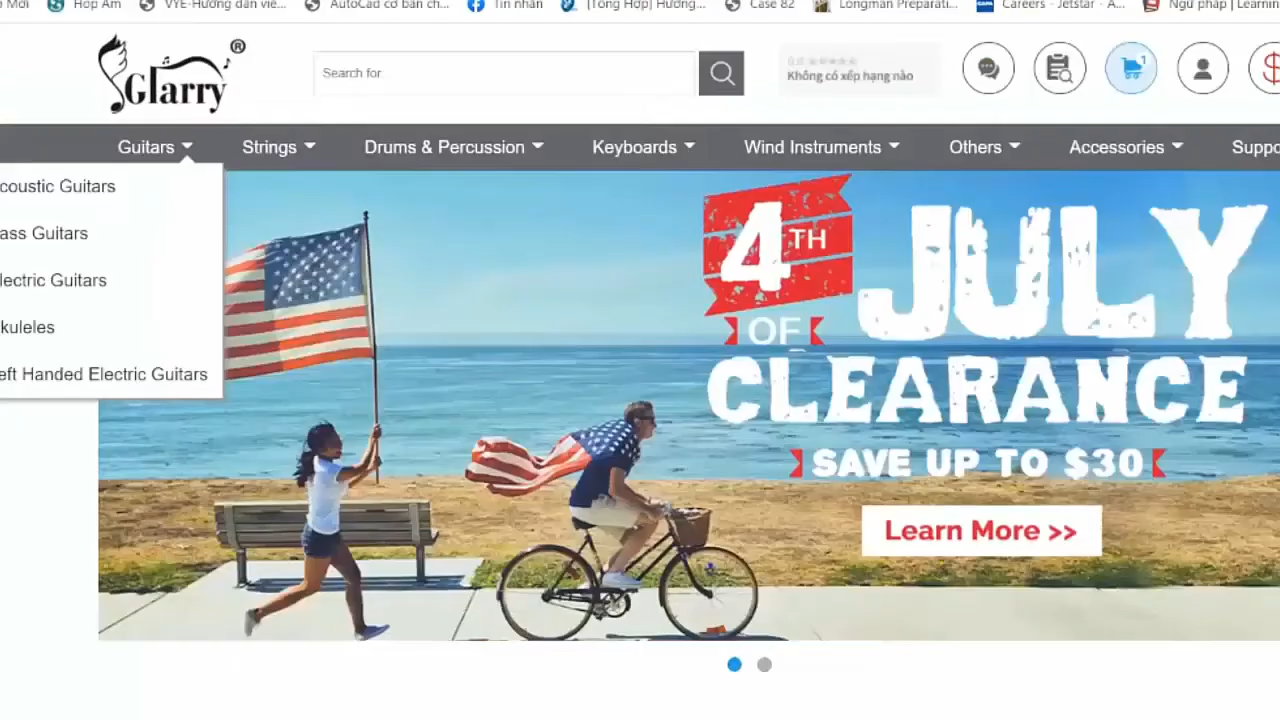 Mới
Hợp Âm
VYE-Hướng dẫn viê...
AutoCad cơ bản ch...
Tin nhắn
[Tổng Hợp] Hướng...
Case 82
Longman Preparati...
Careers - Jetstar - A...
Ngữ pháp | Learnin
Glarry®
Search for
Không có xếp hạng nào
1
Guitars
Strings
Drums & Percussion
Keyboards
Wind Instruments
Others
Accessories
Suppo
coustic Guitars
ass Guitars
lectric Guitars
kuleles
eft Handed Electric Guitars
4TH
OF
JULY
CLEARANCE
SAVE UP TO $30
Learn More >>